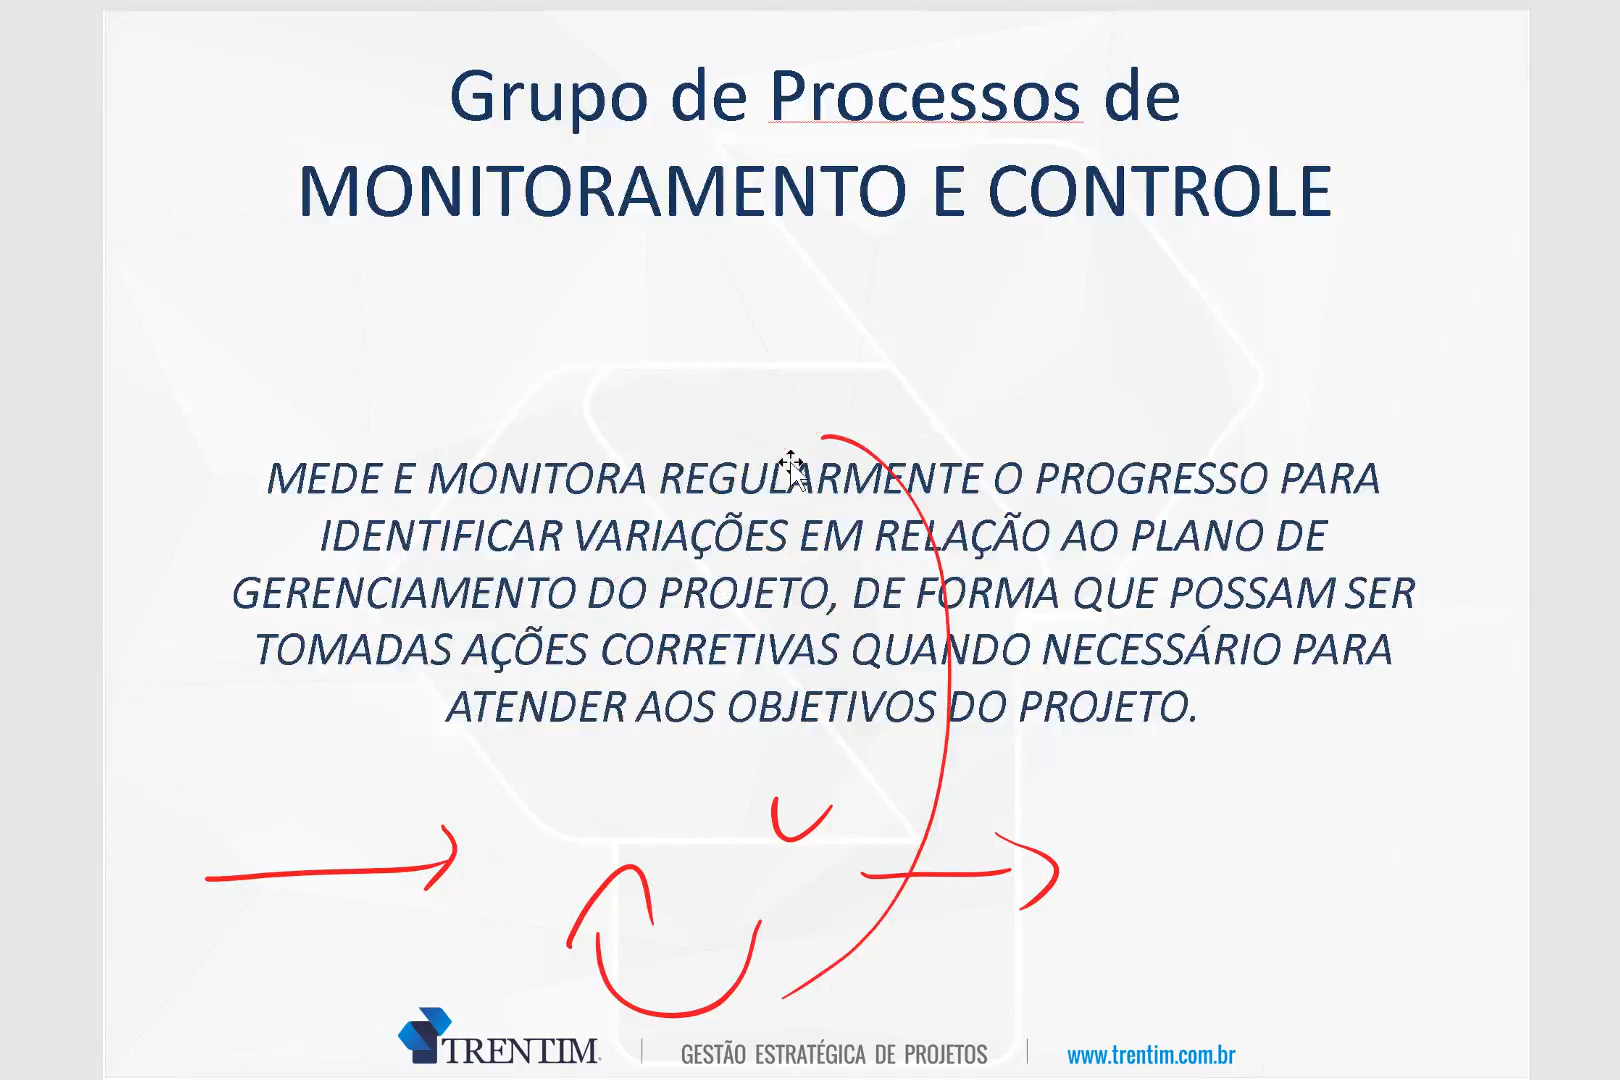 Grupo de Processos de
MONITORAMENTO E CONTROLE
MEDE E MONITORA REGULARMENTE O PROGRESSO PARA
IDENTIFICAR VARIAÇÕES EM RELAÇÃO AO PLANO DE
GERENCIAMENTO DO PROJETO, DE FORMA QUE POSSAM SER
TOMADAS AÇÕES CORRETIVAS QUANDO NECESSÁRIO PARA
ATENDER AOS OBJETIVOS DO PROJETO.
TRENTIM | GESTÃO ESTRATÉGICA DE PROJETOS | www.trentim.com.br